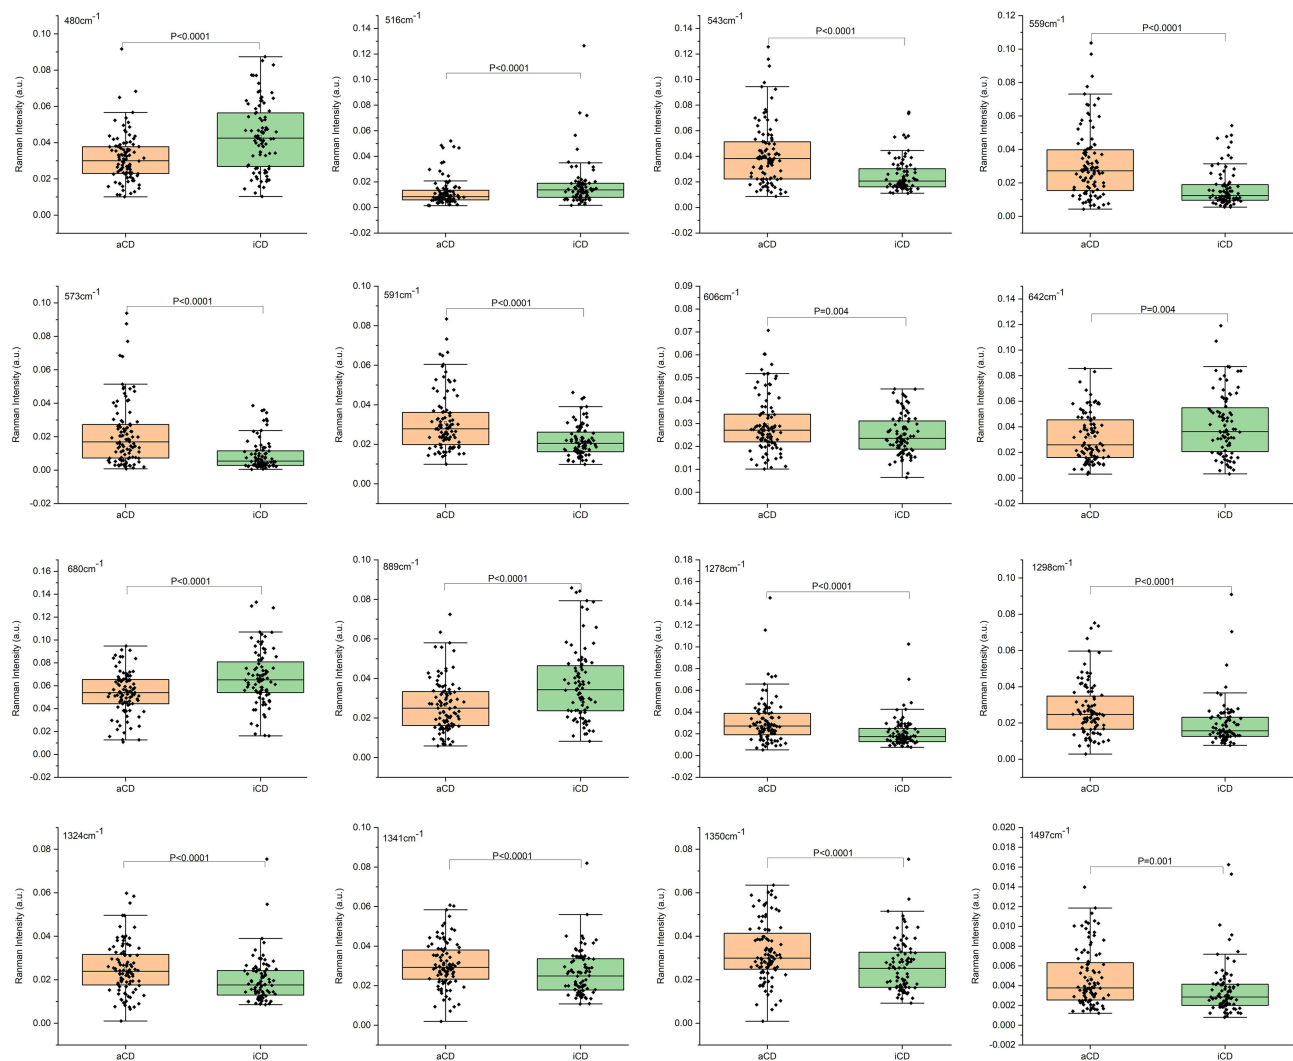 480cm-1
P<0.0001
Ranman Intensity (a.u.)
0.10
0.08
0.06
0.04
0.02
0.00
aCD
iCD
516cm-1
P<0.0001
Ranman Intensity (a.u.)
0.14
0.12
0.10
0.08
0.06
0.04
0.02
0.00
-0.02
aCD
iCD
543cm-1
P<0.0001
Ranman Intensity (a.u.)
0.14
0.12
0.10
0.08
0.06
0.04
0.02
0.00
-0.02
aCD
iCD
559cm-1
P<0.0001
Ranman Intensity (a.u.)
0.12
0.10
0.08
0.06
0.04
0.02
0.00
aCD
iCD
573cm-1
P<0.0001
Ranman Intensity (a.u.)
0.10
0.08
0.06
0.04
0.02
0.00
-0.02
aCD
iCD
591cm-1
P<0.0001
Ranman Intensity (a.u.)
0.10
0.08
0.06
0.04
0.02
0.00
aCD
iCD
606cm-1
P=0.004
Ranman Intensity (a.u.)
0.09
0.08
0.07
0.06
0.05
0.04
0.03
0.02
0.01
0.00
aCD
iCD
642cm-1
P=0.004
Ranman Intensity (a.u.)
0.14
0.12
0.10
0.08
0.06
0.04
0.02
0.00
-0.02
aCD
iCD
680cm-1
P<0.0001
Ranman Intensity (a.u.)
0.16
0.14
0.12
0.10
0.08
0.06
0.04
0.02
0.00
-0.02
aCD
iCD
889cm-1
P<0.0001
Ranman Intensity (a.u.)
0.10
0.08
0.06
0.04
0.02
0.00
aCD
iCD
1278cm-1
P<0.0001
Ranman Intensity (a.u.)
0.18
0.16
0.14
0.12
0.10
0.08
0.06
0.04
0.02
0.00
-0.02
aCD
iCD
1298cm-1
P<0.0001
Ranman Intensity (a.u.)
0.10
0.08
0.06
0.04
0.02
0.00
aCD
iCD
1324cm-1
P<0.0001
Ranman Intensity (a.u.)
0.08
0.06
0.04
0.02
0.00
aCD
iCD
1341cm-1
P<0.0001
Ranman Intensity (a.u.)
0.10
0.08
0.06
0.04
0.02
0.00
aCD
iCD
1350cm-1
P<0.0001
Ranman Intensity (a.u.)
0.08
0.06
0.04
0.02
0.00
aCD
iCD
1497cm-1
P=0.001
Ranman Intensity (a.u.)
0.020
0.018
0.016
0.014
0.012
0.010
0.008
0.006
0.004
0.002
0.000
-0.002
aCD
iCD